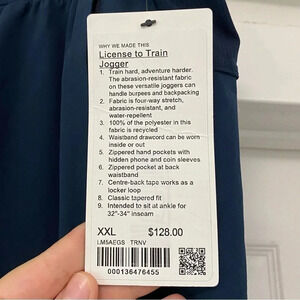 WHY WE MADE THIS
License to Train
Jogger
1. Train hard, adventure harder.
The abrasion-resistant fabric
on these versatile joggers can
handle burpees and backpacking
2. Fabric is four-way stretch,
abrasion-resistant, and
water-repellent
3. 100% of the polyester in this
fabric is recycled
4. Waistband drawcord can be worn
inside or out
5. Zippered hand pockets with
hidden phone and coin sleeves
6. Zippered pocket at back
waistband
7. Centre-back tape works as a
locker loop
8. Classic tapered fit
9. Intended to sit at ankle for
32"-34" inseam
XXL $128.00
LM5AEGS TRNV
000136476455